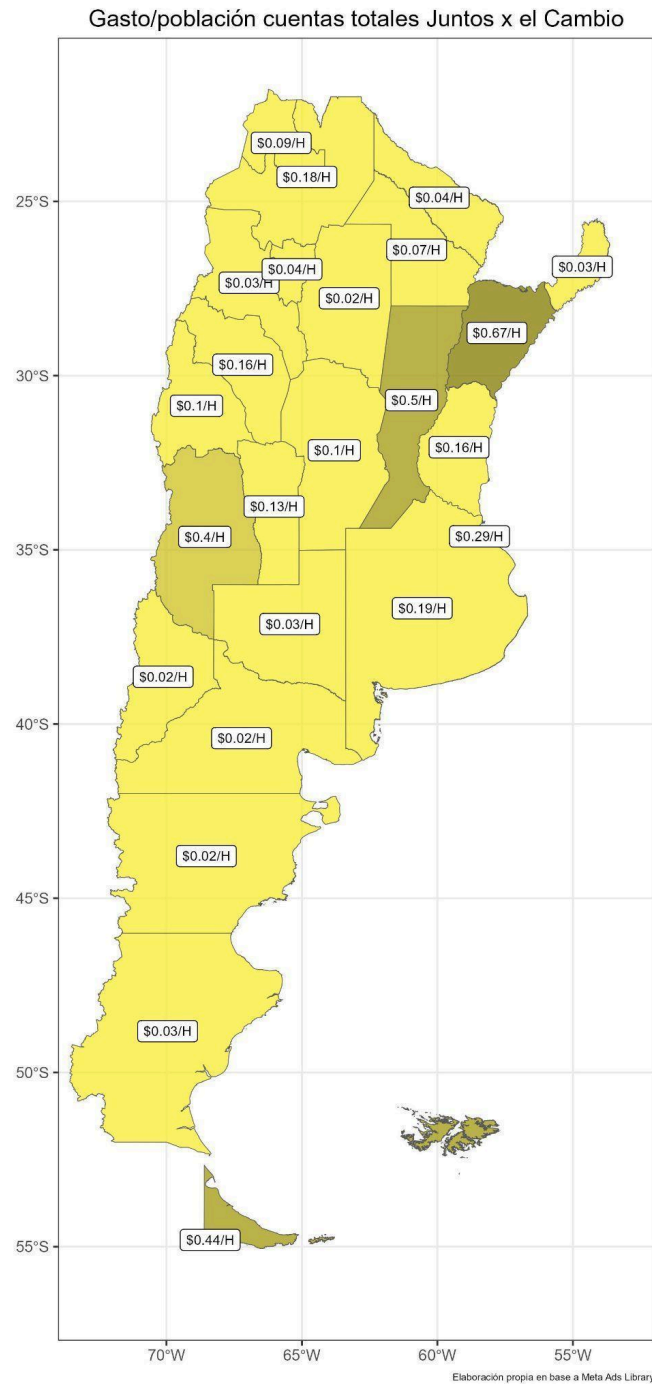 Gasto/población cuentas totales Juntos x el Cambio
$0.09/H
$0.18/H
25°S
$0.04/H
$0.07/H
$0.03/H
$0.04/H
$0.03/H
$0.02/H
$0.67/H
$0.16/H
30°S
$0.1/H
$0.5/H
$0.1/H
$0.16/H
$0.13/H
$0.4/H
$0.29/H
35°S
$0.19/H
$0.03/H
$0.02/H
40°S
$0.02/H
$0.02/H
45°S
$0.03/H
50°S
$0.44/H
55°S
70°W 65°W 60°W 55°W
Elaboración propia en base a Meta Ads Library